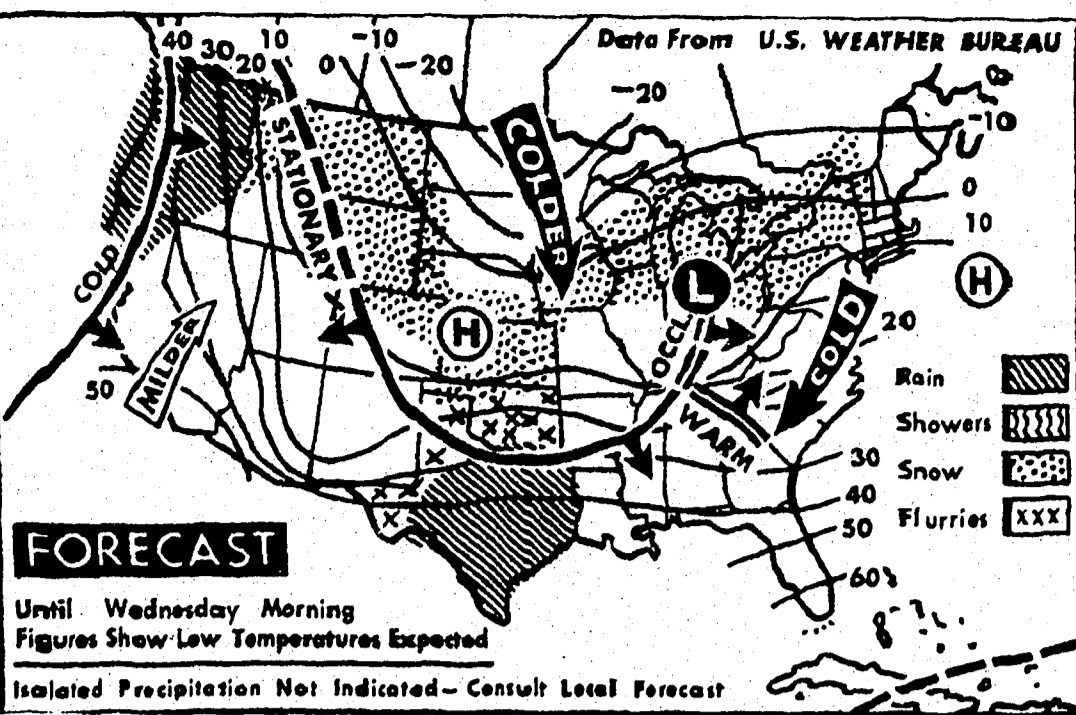 Data From U.S. WEATHER BUREAU
40 30 20 10 0 -10 -20
-20
-10
0
10
COLDER
STATIONARY
COLD
MILDER
50
H
L
H
OCCL
WARM
COLD
20
30
40
50
60's
Rain
Showers
Snow
Flurries XXX
FORECAST
Until Wednesday Morning
Figures Show Low Temperatures Expected
Isolated Precipitation Not Indicated – Consult Local Forecast